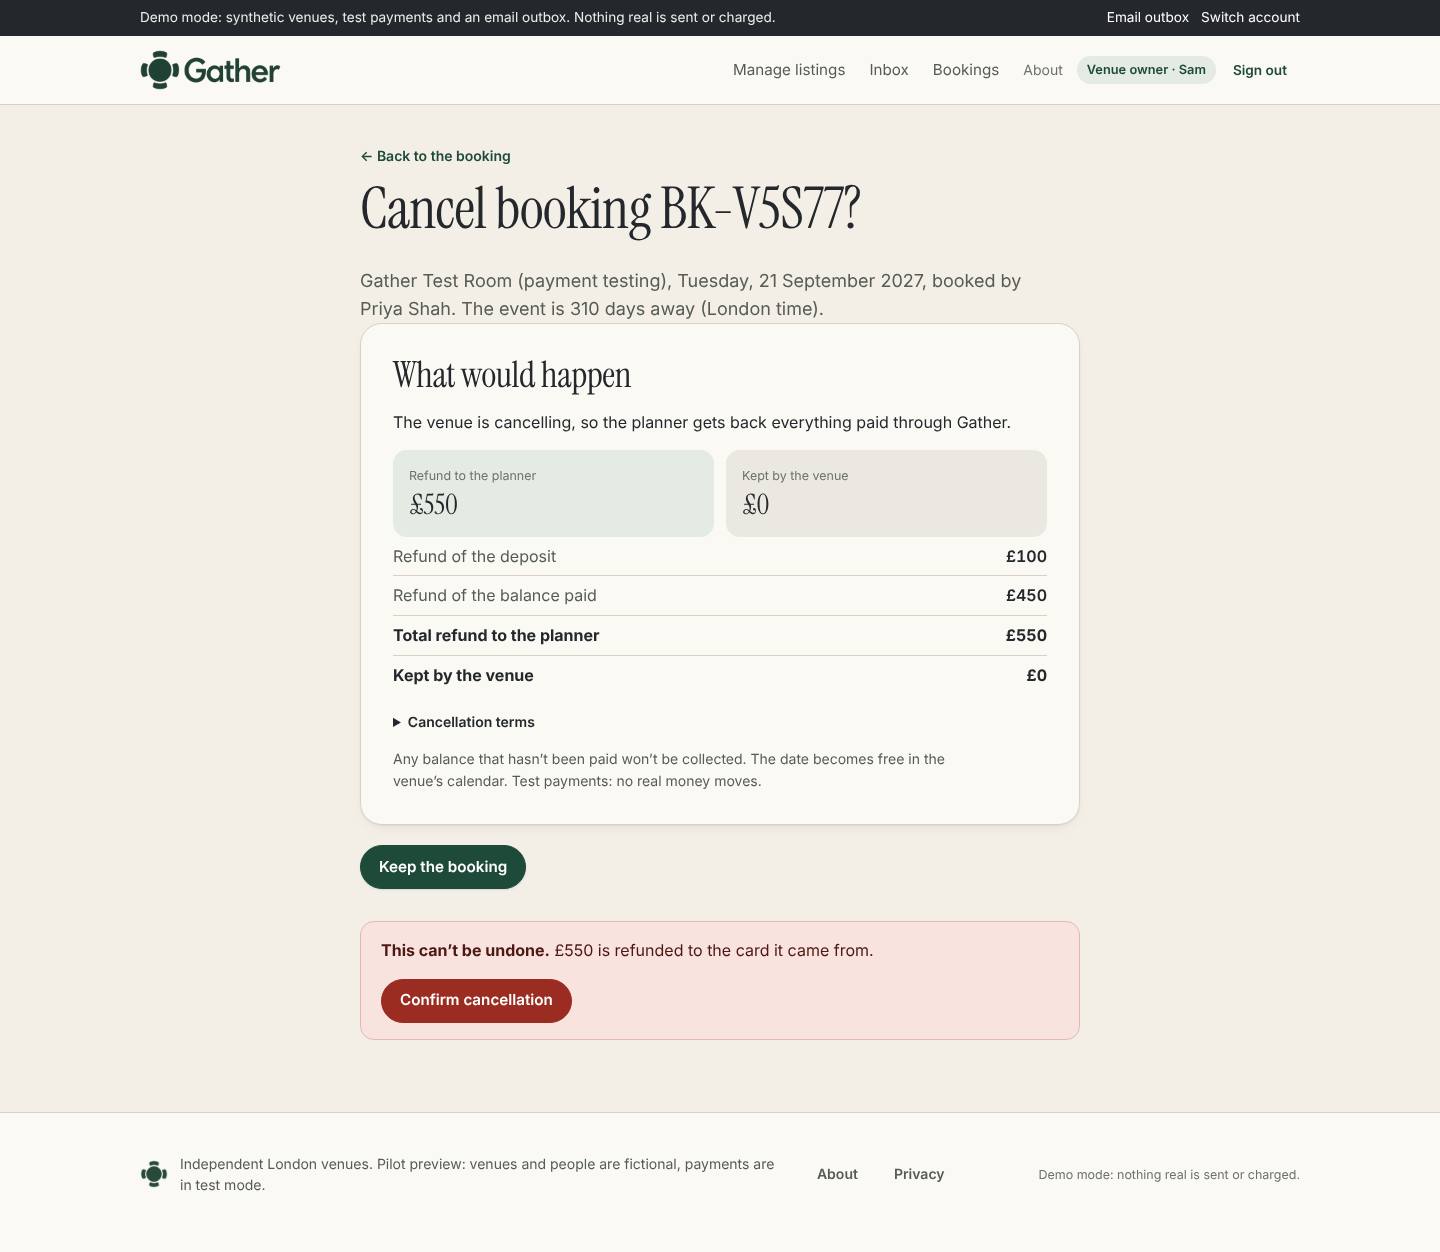 Demo mode: synthetic venues, test payments and an email outbox. Nothing real is sent or charged.
Email outbox Switch account
Gather
Manage listings Inbox Bookings About Venue owner · Sam Sign out
← Back to the booking
Cancel booking BK-V5S77?
Gather Test Room (payment testing), Tuesday, 21 September 2027, booked by
Priya Shah. The event is 310 days away (London time).
What would happen
The venue is cancelling, so the planner gets back everything paid through Gather.
Refund to the planner
£550
Kept by the venue
£0
Refund of the deposit £100
Refund of the balance paid £450
Total refund to the planner £550
Kept by the venue £0
▶ Cancellation terms
Any balance that hasn’t been paid won’t be collected. The date becomes free in the
venue’s calendar. Test payments: no real money moves.
Keep the booking
This can’t be undone. £550 is refunded to the card it came from.
Confirm cancellation
Independent London venues. Pilot preview: venues and people are fictional, payments are
in test mode.
About Privacy
Demo mode: nothing real is sent or charged.